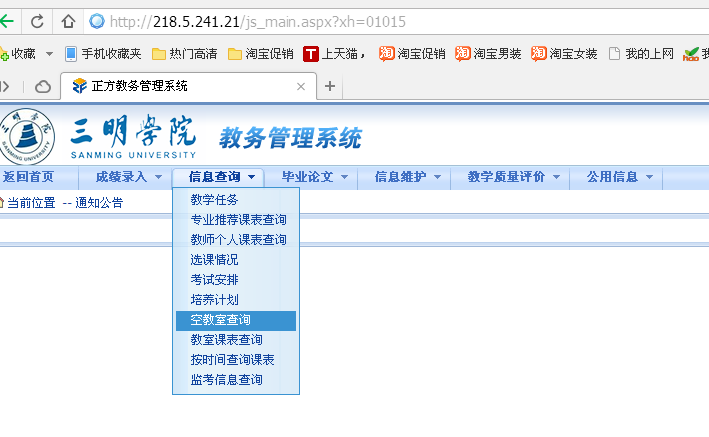 http://218.5.241.21/js_main.aspx?xh=01015
收藏 手机收藏夹 热门高清 淘宝促销 上天猫， 淘宝促销 淘宝男装 淘宝女装 我的上网
正方教务管理系统
三明学院 教务管理系统
SANMING UNIVERSITY
返回首页 成绩录入 信息查询 毕业论文 信息维护 教学质量评价 公用信息
当前位置 -- 通知公告
教学任务
专业推荐课表查询
教师个人课表查询
选课情况
考试安排
培养计划
空教室查询
教室课表查询
按时间查询课表
监考信息查询